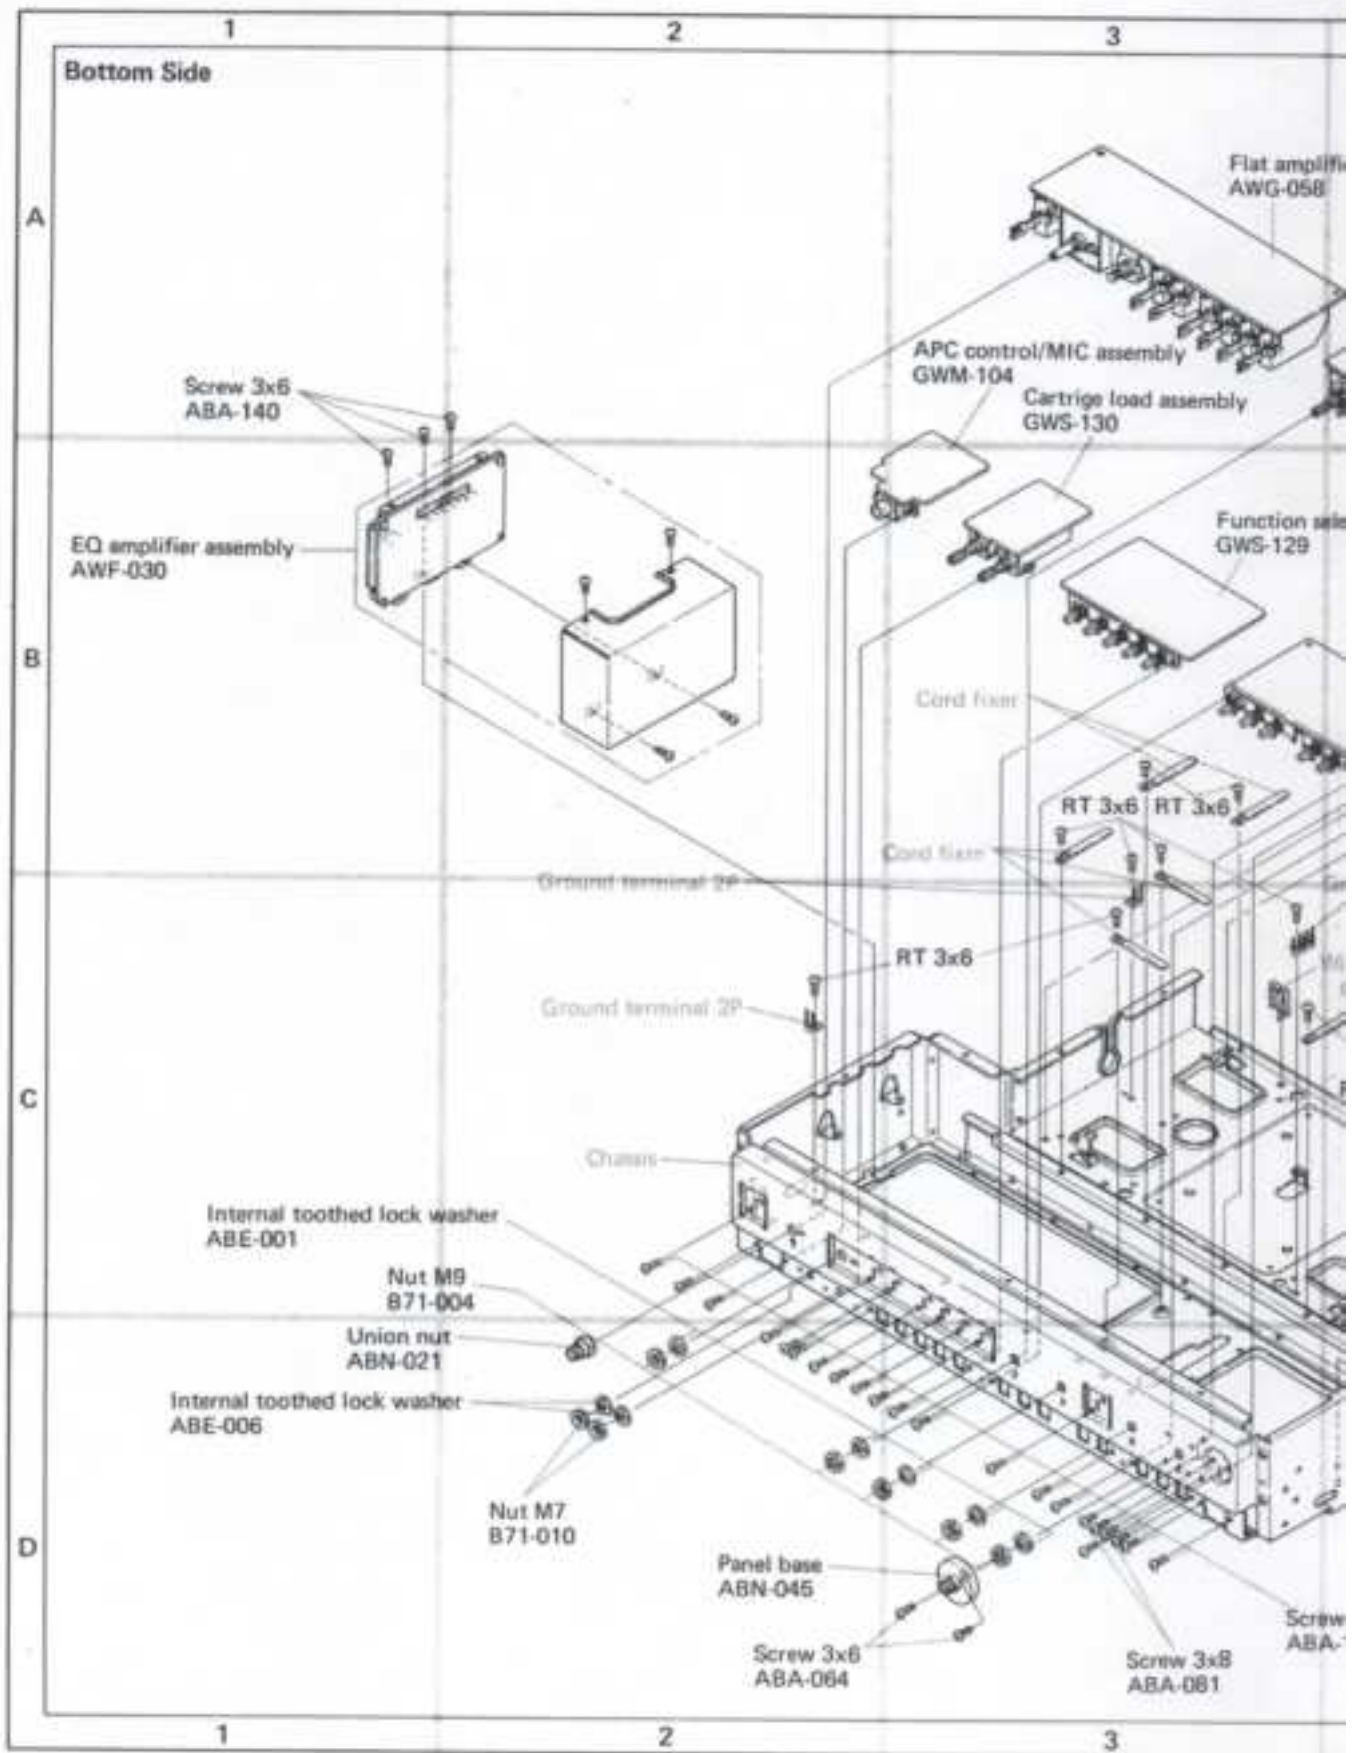 1 2 3
Bottom Side
Flat amplifie
AWG-058
A
APC control/MIC assembly
GWM-104
Screw 3x6
ABA-140
Cartrige load assembly
GWS-130
Function sele
GWS-129
EQ amplifier assembly
AWF-030
B
Cord fixer
RT 3x6 RT 3x6
Cord fixer
Ground terminal 2P
RT 3x6
Ground terminal 2P
C
Chassis
Internal toothed lock washer
ABE-001
Nut M9
B71-004
Union nut
ABN-021
Internal toothed lock washer
ABE-006
Nut M7
B71-010
D
Panel base
ABN-045
Screw 3x6
ABA-064
Screw 3x8
ABA-081
Screw
ABA-
1 2 3